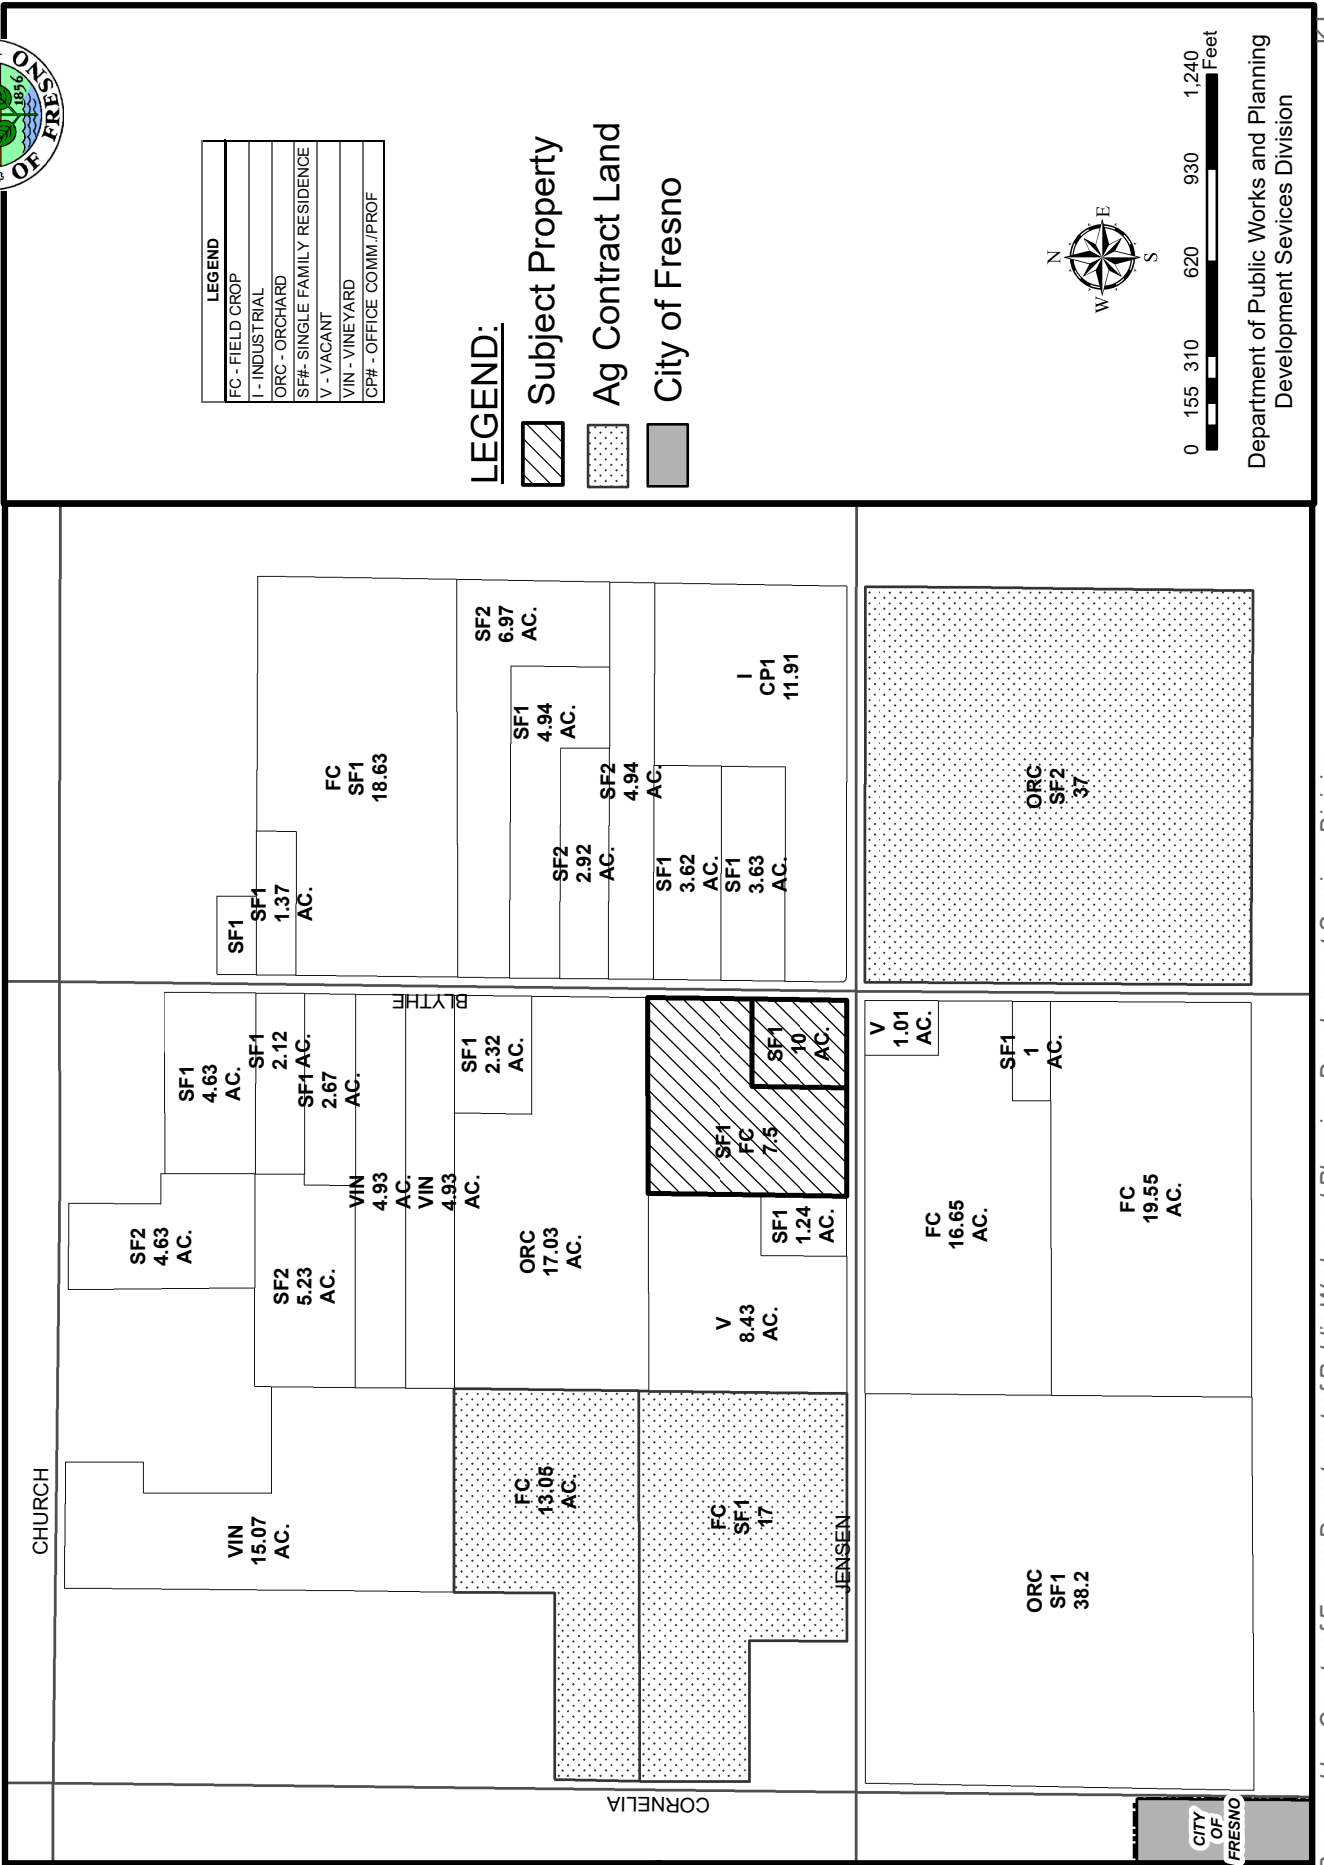 CHURCH
VIN
15.07
AC.
SF2
4.63
AC.
SF1
4.63
AC.
SF2
5.23
AC.
SF1
2.12
AC.
SF1
2.67
AC.
VIN
4.93
AC.
VIN
4.93
AC.
BLYTHE
SF1
2.32
AC.
ORC
17.03
AC.
FC
13.05
AC.
FC
SF1
17
V
8.43
AC.
SF1
1.24
AC.
SF1
FC
7.5
SF1
10
AC.
JENSEN
CORNELIA
SF1
SF1
1.37
AC.
FC
SF1
18.63
SF2
6.97
AC.
SF1
4.94
AC.
SF2
2.92
AC.
SF2
4.94
AC.
SF1
3.62
AC.
SF1
3.63
AC.
I
CP1
11.91
ORC
SF1
38.2
FC
16.65
AC.
V
1.01
AC.
SF1
1
AC.
FC
19.55
AC.
ORC
SF2
37
CITY
OF
FRESNO
OF FRESNO
1856
LEGEND
FC - FIELD CROP
I - INDUSTRIAL
ORC - ORCHARD
SF#- SINGLE FAMILY RESIDENCE
V - VACANT
VIN - VINEYARD
CP# - OFFICE COMM./PROF
LEGEND:
Subject Property
Ag Contract Land
City of Fresno
N
W
E
S
0 155 310 620 930 1,240
Feet
Department of Public Works and Planning
Development Sevices Division